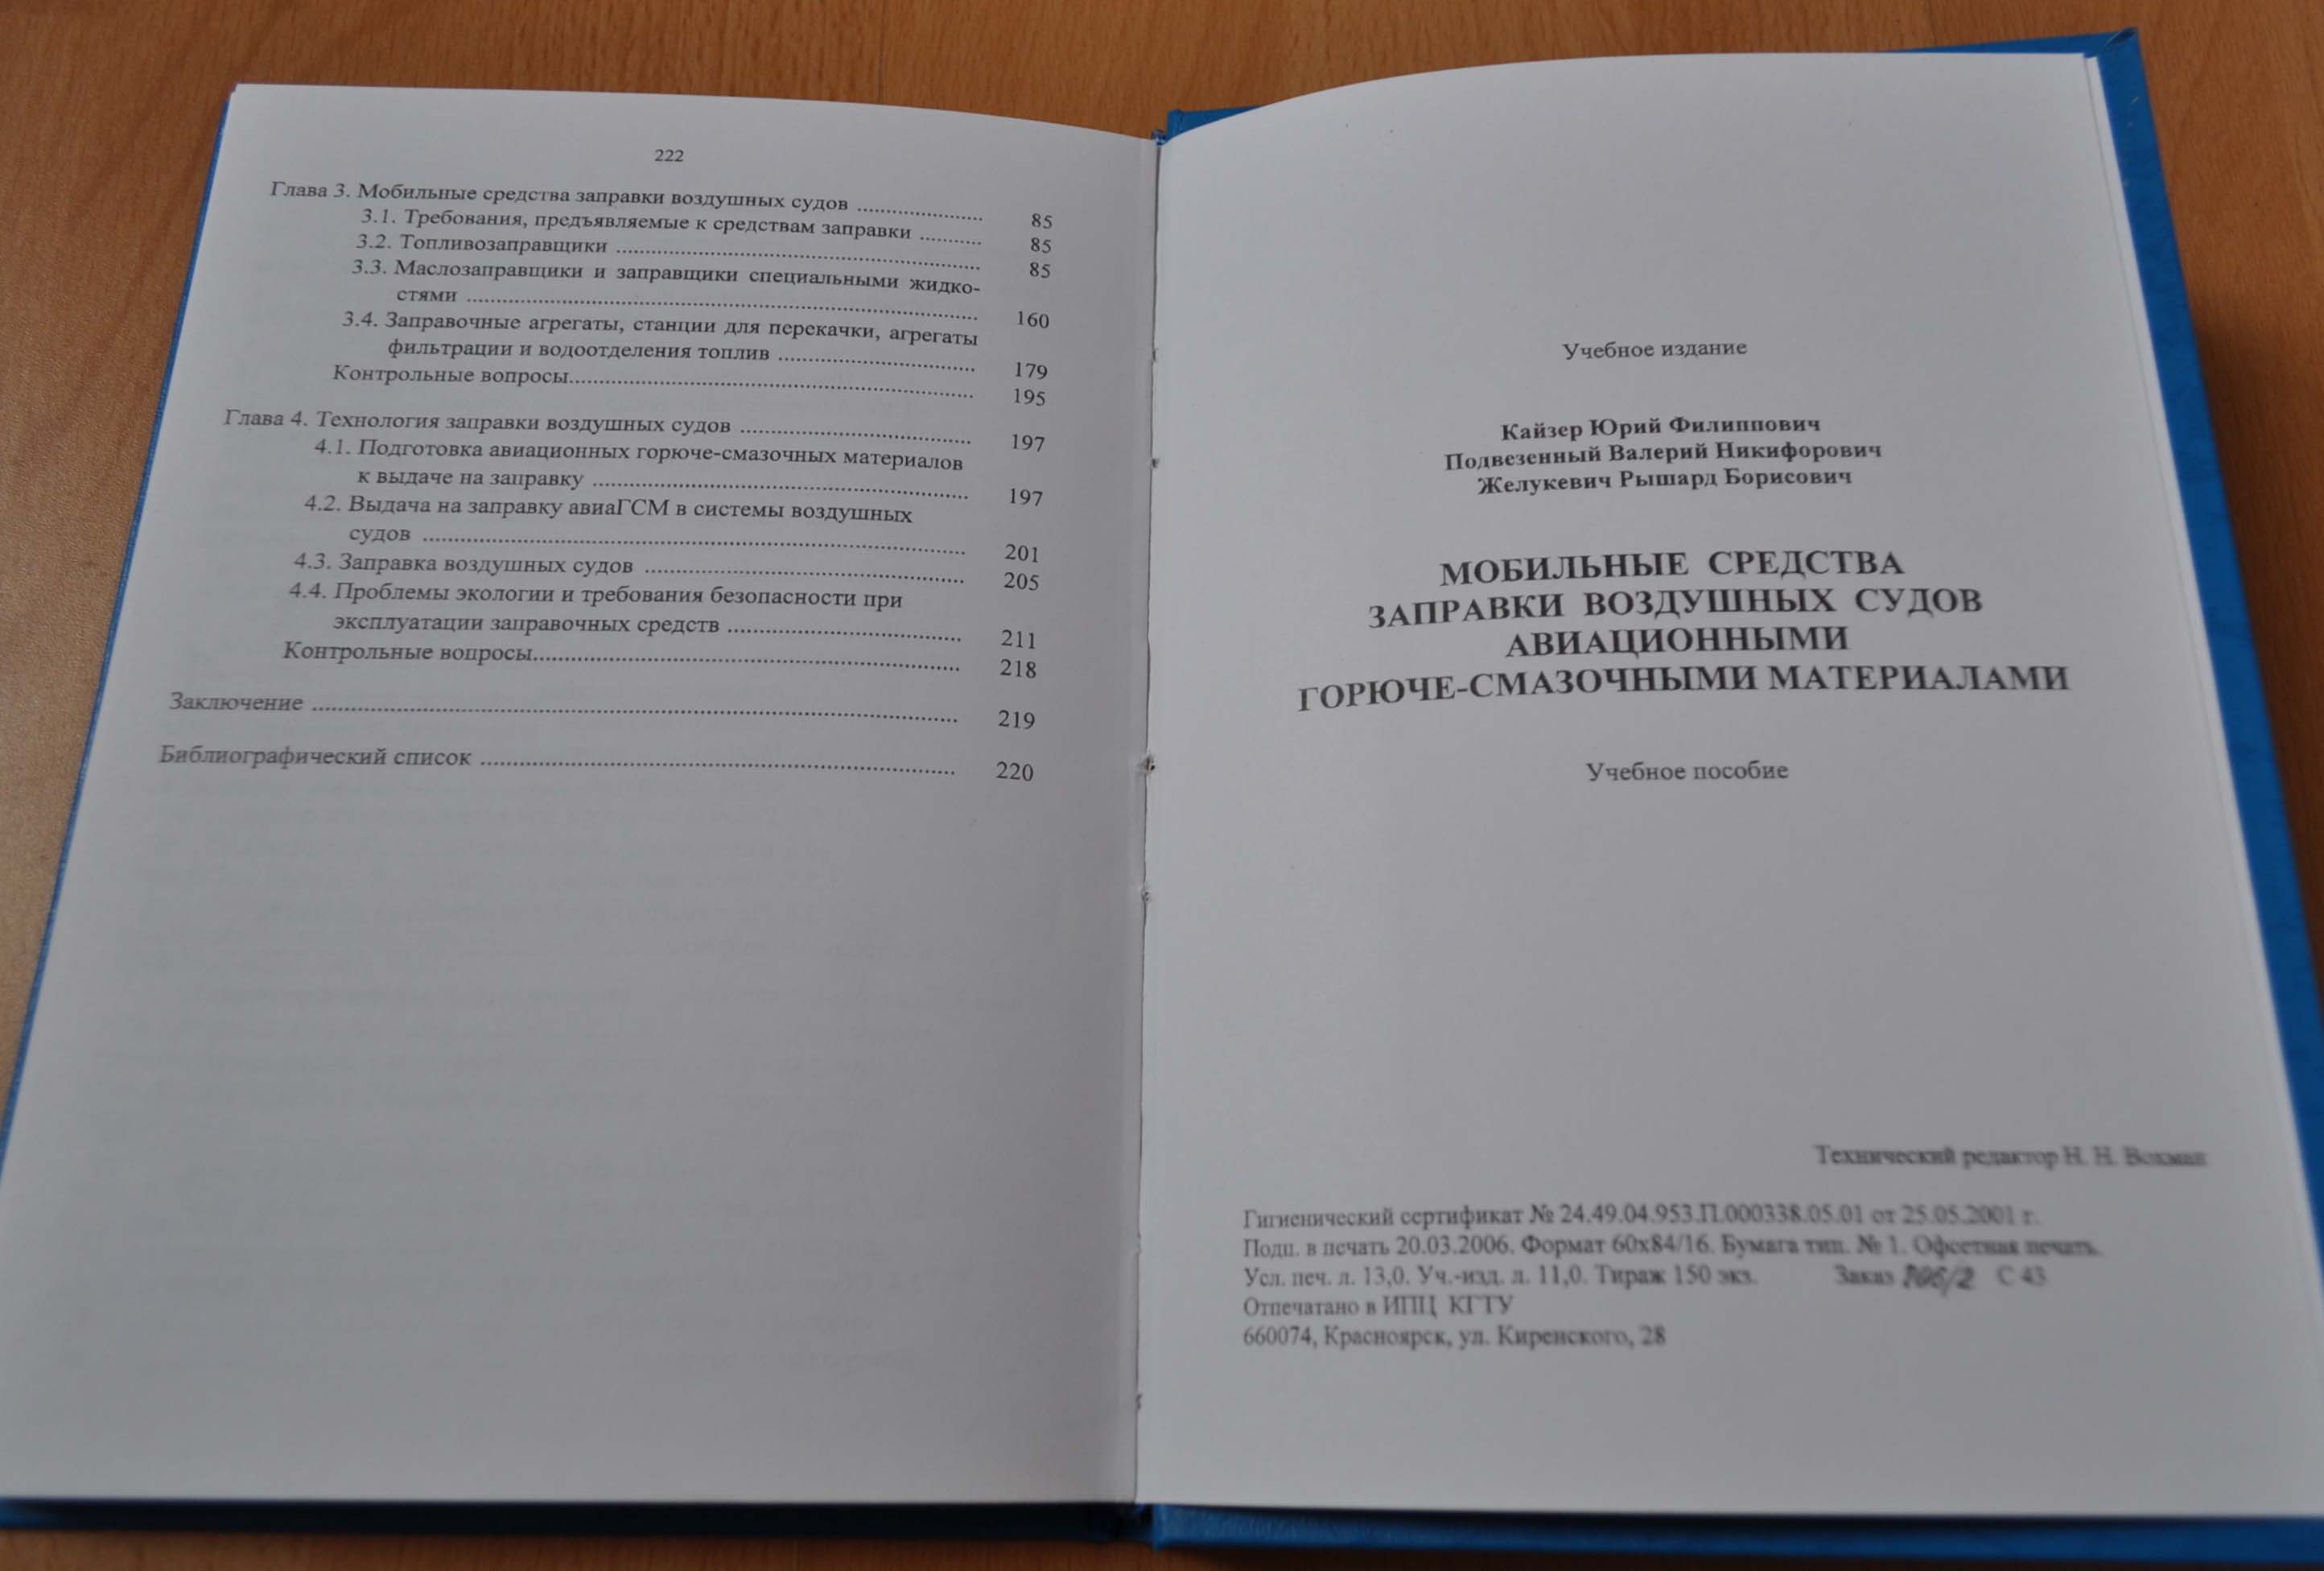 222
Глава 3. Мобильные средства заправки воздушных судов ...................... 85
3.1. Требования, предъявляемые к средствам заправки .......... 85
3.2. Топливозаправщики ............................................................. 85
3.3. Маслозаправщики и заправщики специальными жидко-
стями ..................................................................................... 160
3.4. Заправочные агрегаты, станции для перекачки, агрегаты
фильтрации и водоотделения топлив ................................ 179
Контрольные вопросы.................................................................. 195
Глава 4. Технология заправки воздушных судов ...................................... 197
4.1. Подготовка авиационных горюче-смазочных материалов
к выдаче на заправку ........................................................... 197
4.2. Выдача на заправку авиаГСМ в системы воздушных
судов ..................................................................................... 201
4.3. Заправка воздушных судов ................................................. 205
4.4. Проблемы экологии и требования безопасности при
эксплуатации заправочных средств .................................... 211
Контрольные вопросы.................................................................. 218
Заключение ................................................................................................. 219
Библиографический список ....................................................................... 220
Учебное издание
Кайзер Юрий Филиппович
Подвезенный Валерий Никифорович
Желукевич Рышард Борисович
МОБИЛЬНЫЕ СРЕДСТВА
ЗАПРАВКИ ВОЗДУШНЫХ СУДОВ
АВИАЦИОННЫМИ
ГОРЮЧЕ-СМАЗОЧНЫМИ МАТЕРИАЛАМИ
Учебное пособие
Технический редактор Н. Н.
Гигиенический сертификат № 24.49.04.953.П.000338.05.01 от 25.05.2001 г.
Подп. в печать 20.03.2006. Формат 60х84/16. Бумага тип. № 1. Офсетная печать.
Усл. печ. л. 13,0. Уч.-изд. л. 11,0. Тираж 150 экз. Заказ С 43
Отпечатано в ИПЦ КГТУ
660074, Красноярск, ул. Киренского, 28